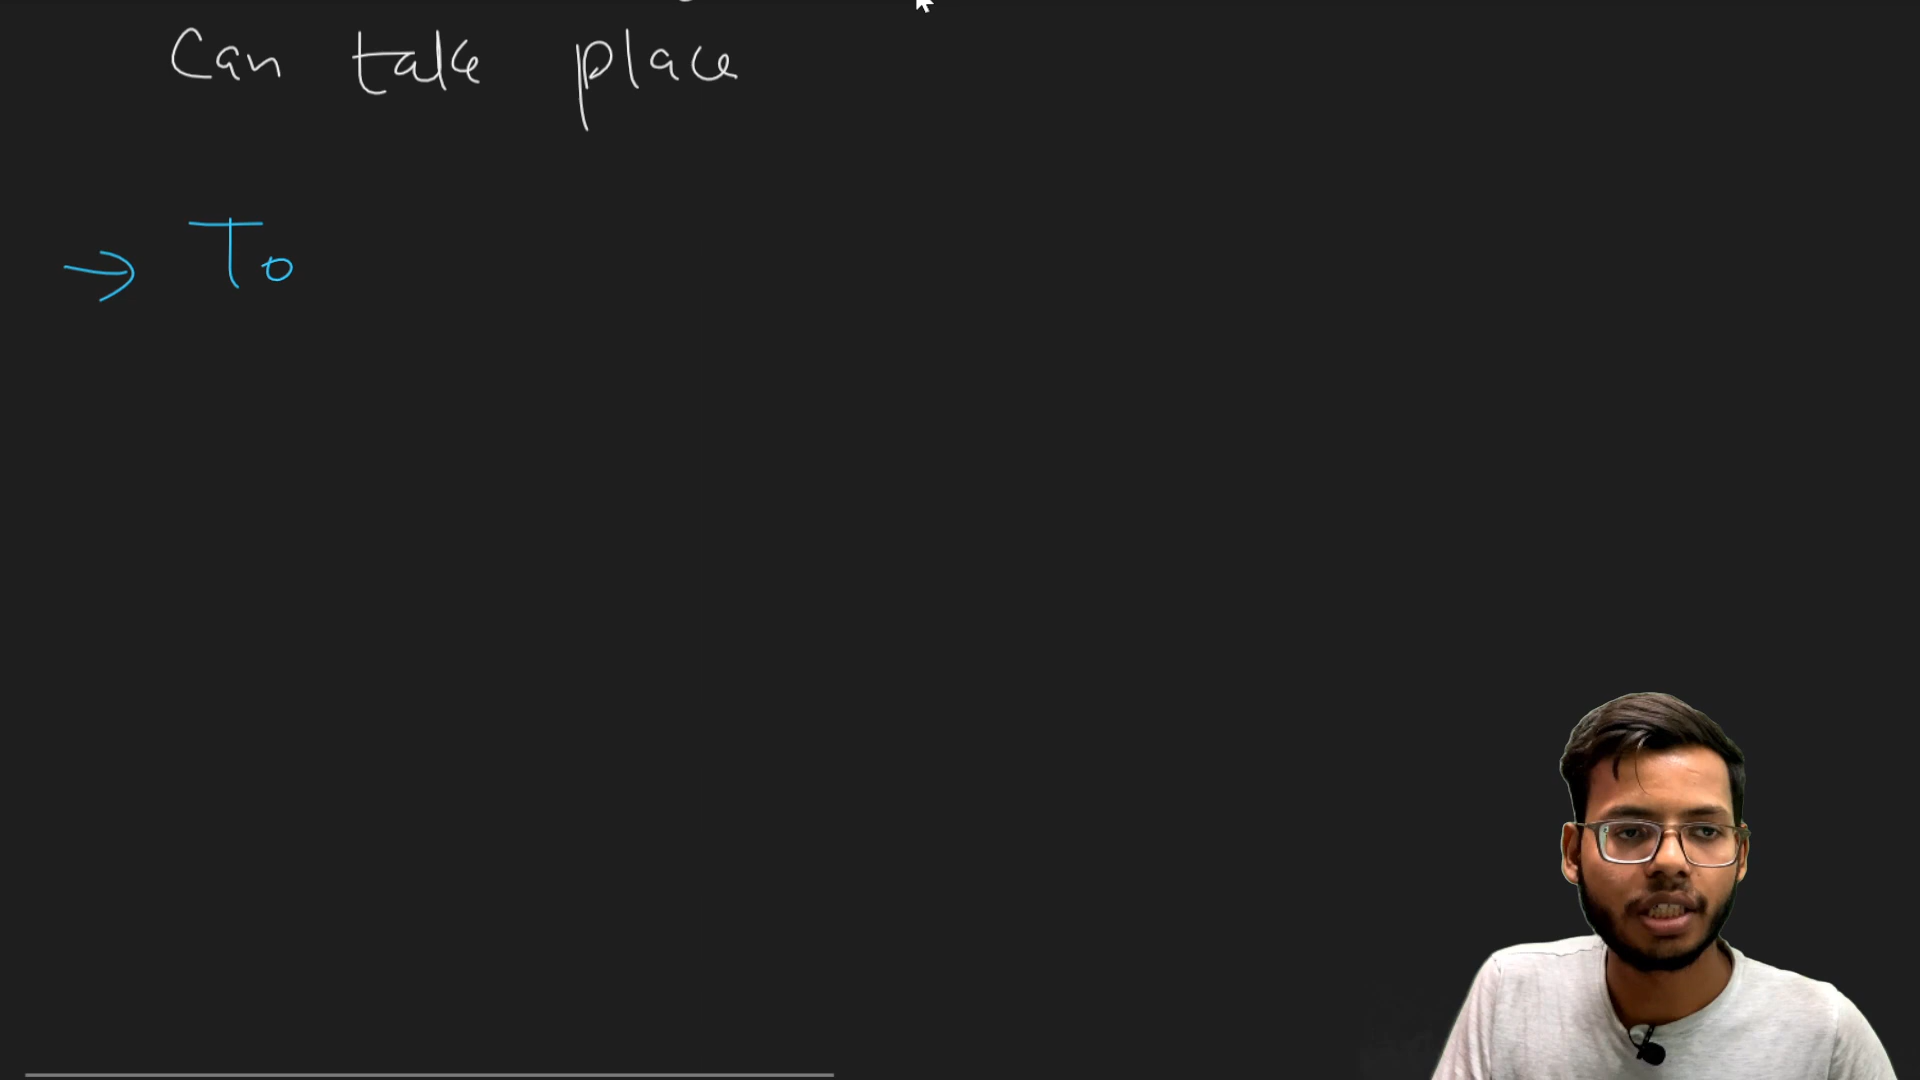 Can take place
→ To